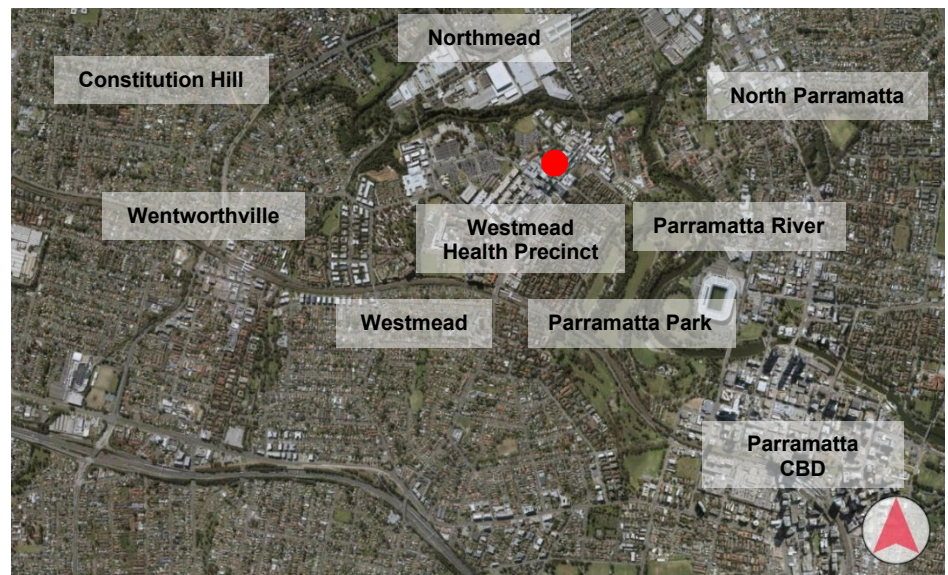 Northmead
Constitution Hill
North Parramatta
Wentworthville
Westmead
Health Precinct
Parramatta River
Westmead
Parramatta Park
Parramatta
CBD